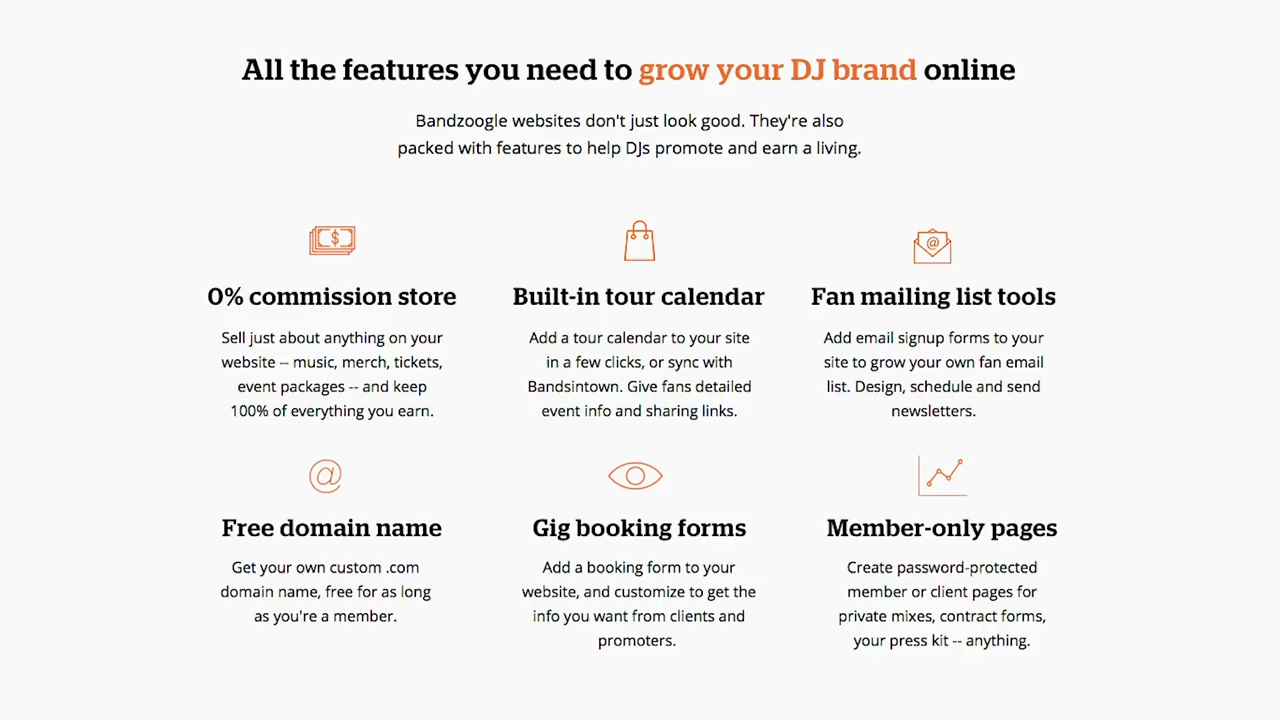 All the features you need to grow your DJ brand online
Bandzoogle websites don't just look good. They're also
packed with features to help DJs promote and earn a living.
0% commission store
Sell just about anything on your
website -- music, merch, tickets,
event packages -- and keep
100% of everything you earn.
Built-in tour calendar
Add a tour calendar to your site
in a few clicks, or sync with
Bandsintown. Give fans detailed
event info and sharing links.
Fan mailing list tools
Add email signup forms to your
site to grow your own fan email
list. Design, schedule and send
newsletters.
Free domain name
Get your own custom .com
domain name, free for as long
as you're a member.
Gig booking forms
Add a booking form to your
website, and customize to get the
info you want from clients and
promoters.
Member-only pages
Create password-protected
member or client pages for
private mixes, contract forms,
your press kit -- anything.